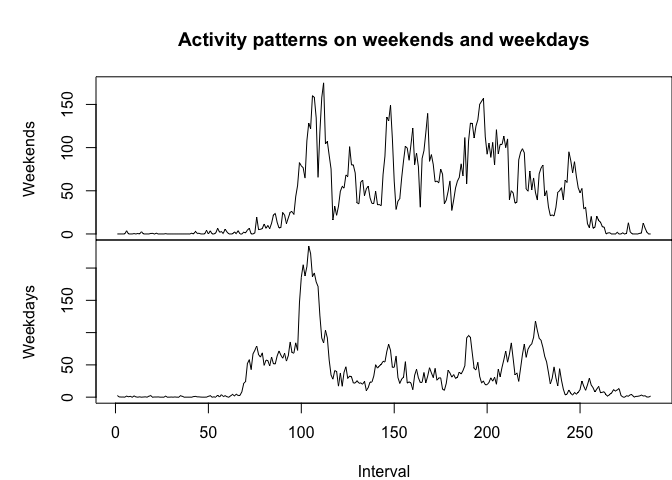 Activity patterns on weekends and weekdays
Weekends
0 50 100 150
Weekdays
0 50 150
0 50 100 150 200 250
Interval